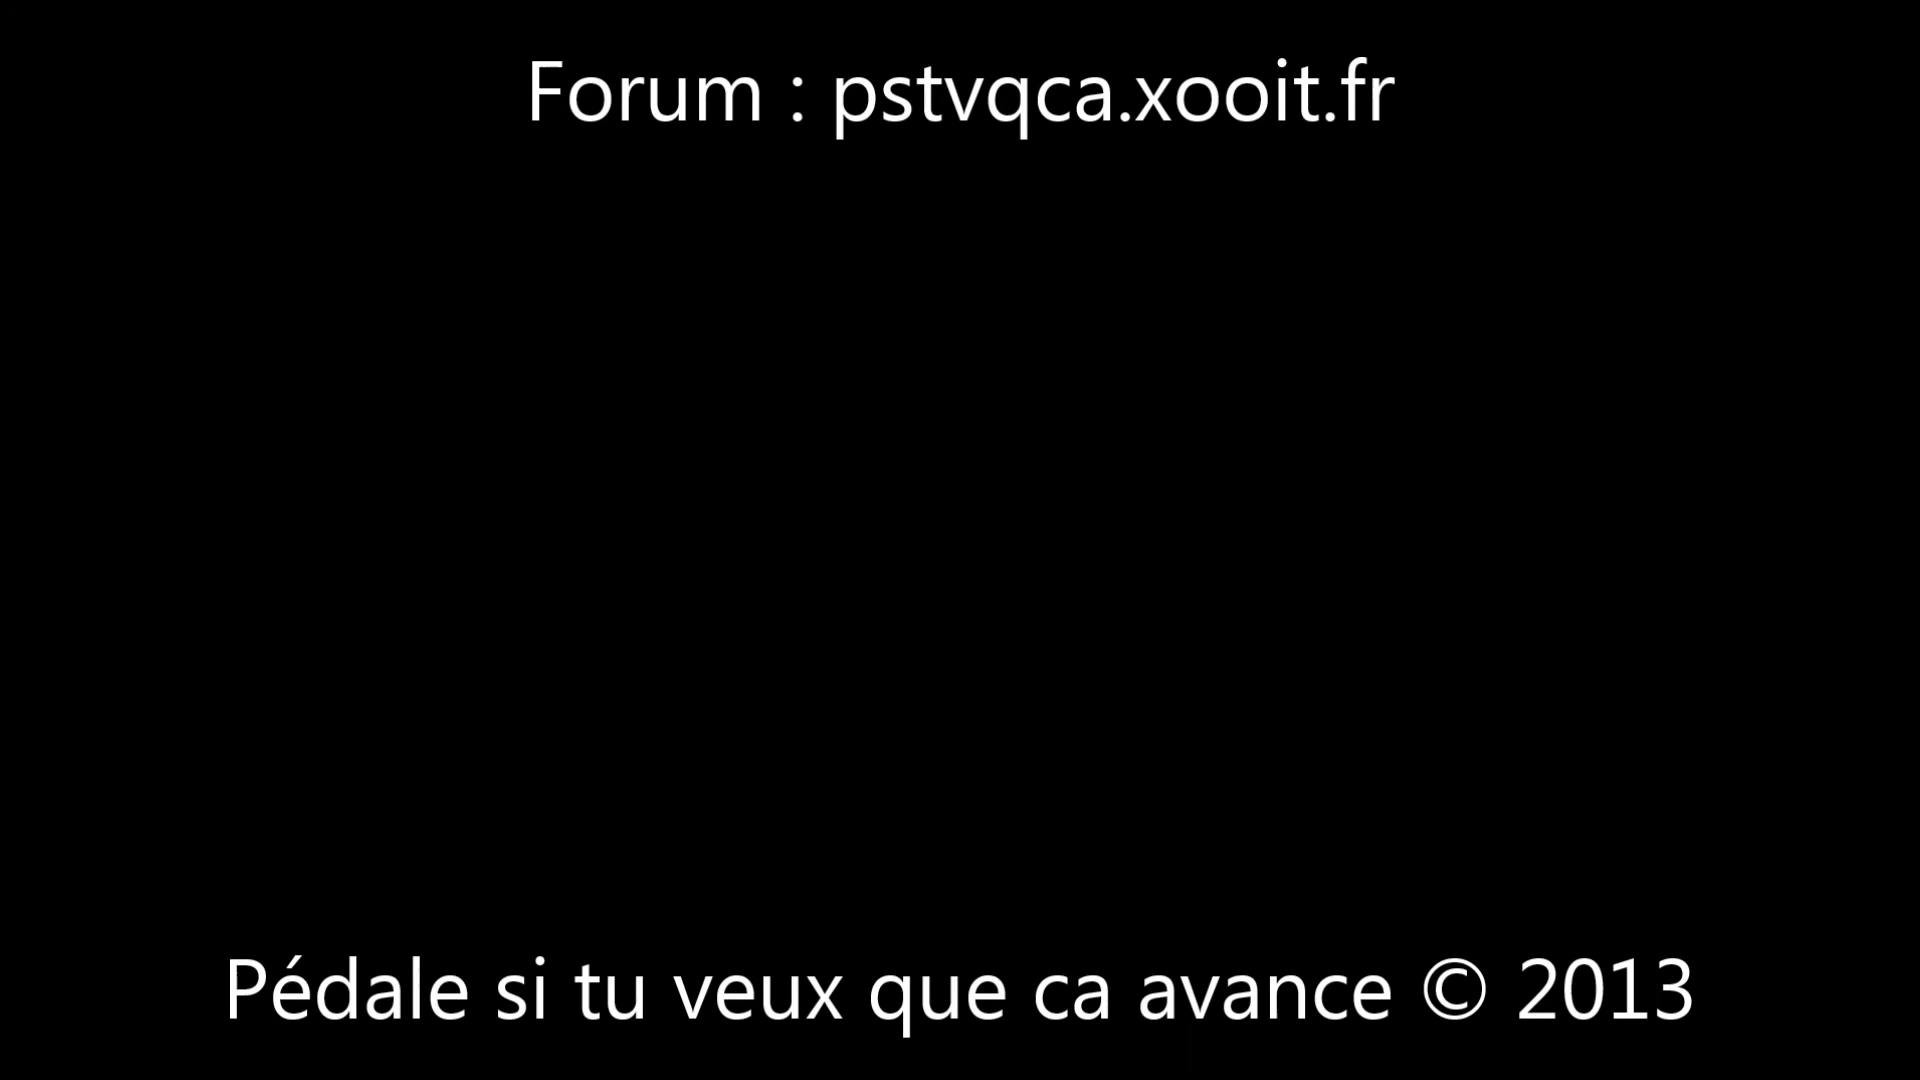 Forum : pstvqca.xooit.fr
Pédale si tu veux que ca avance © 2013